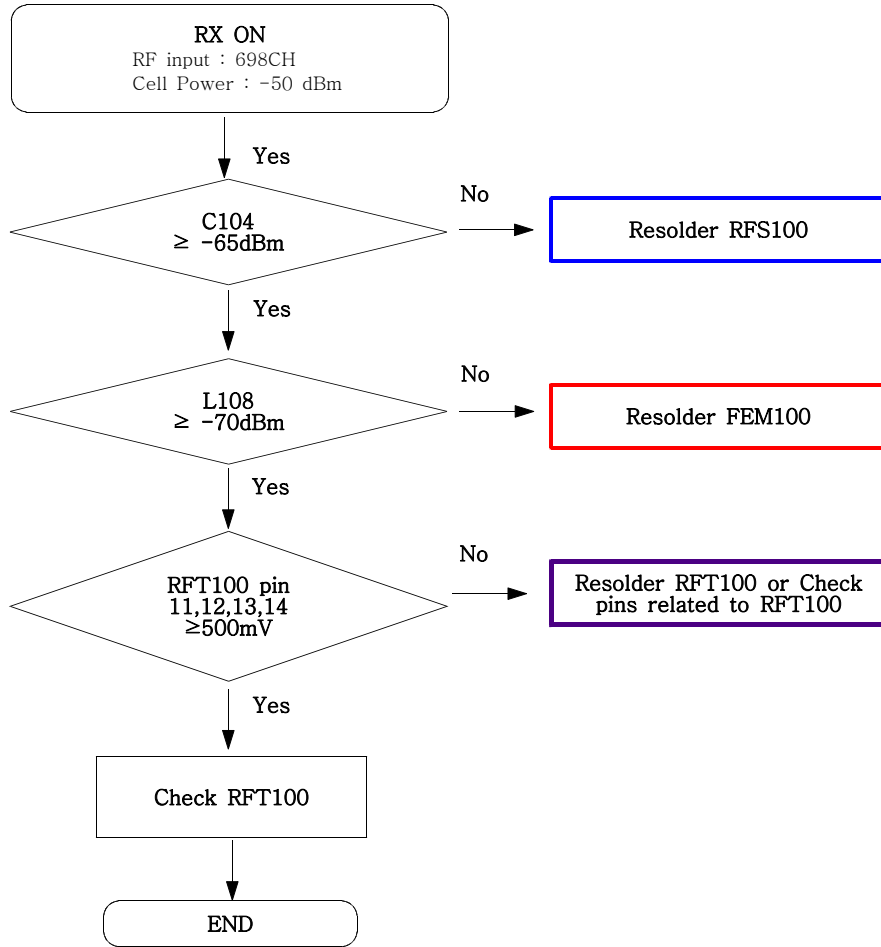 RX ON
RF input : 698CH
Cell Power : -50 dBm
Yes
C104
≥ -65dBm
No
Resolder RFS100
Yes
L108
≥ -70dBm
No
Resolder FEM100
Yes
RFT100 pin
11,12,13,14
≥500mV
No
Resolder RFT100 or Check
pins related to RFT100
Yes
Check RFT100
END